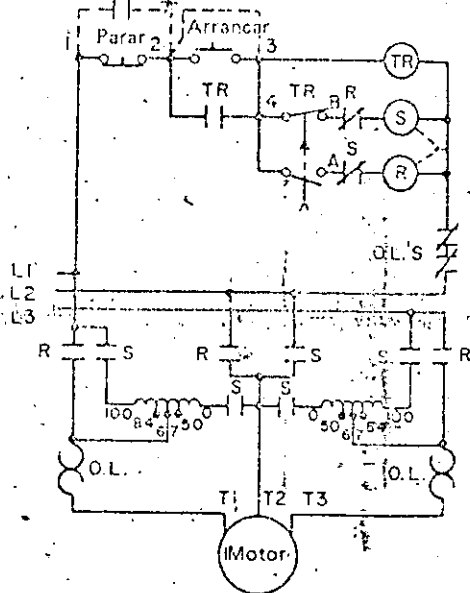 Parar
Arrancar
1 2 3
TR
TR 4 TR B R S
S
A R
O.L.'S
L1
L2
L3
R S R S S R
S S
100 84 67 50 0
0 50 67 84 100
O.L. O.L.
T1 T2 T3
Motor